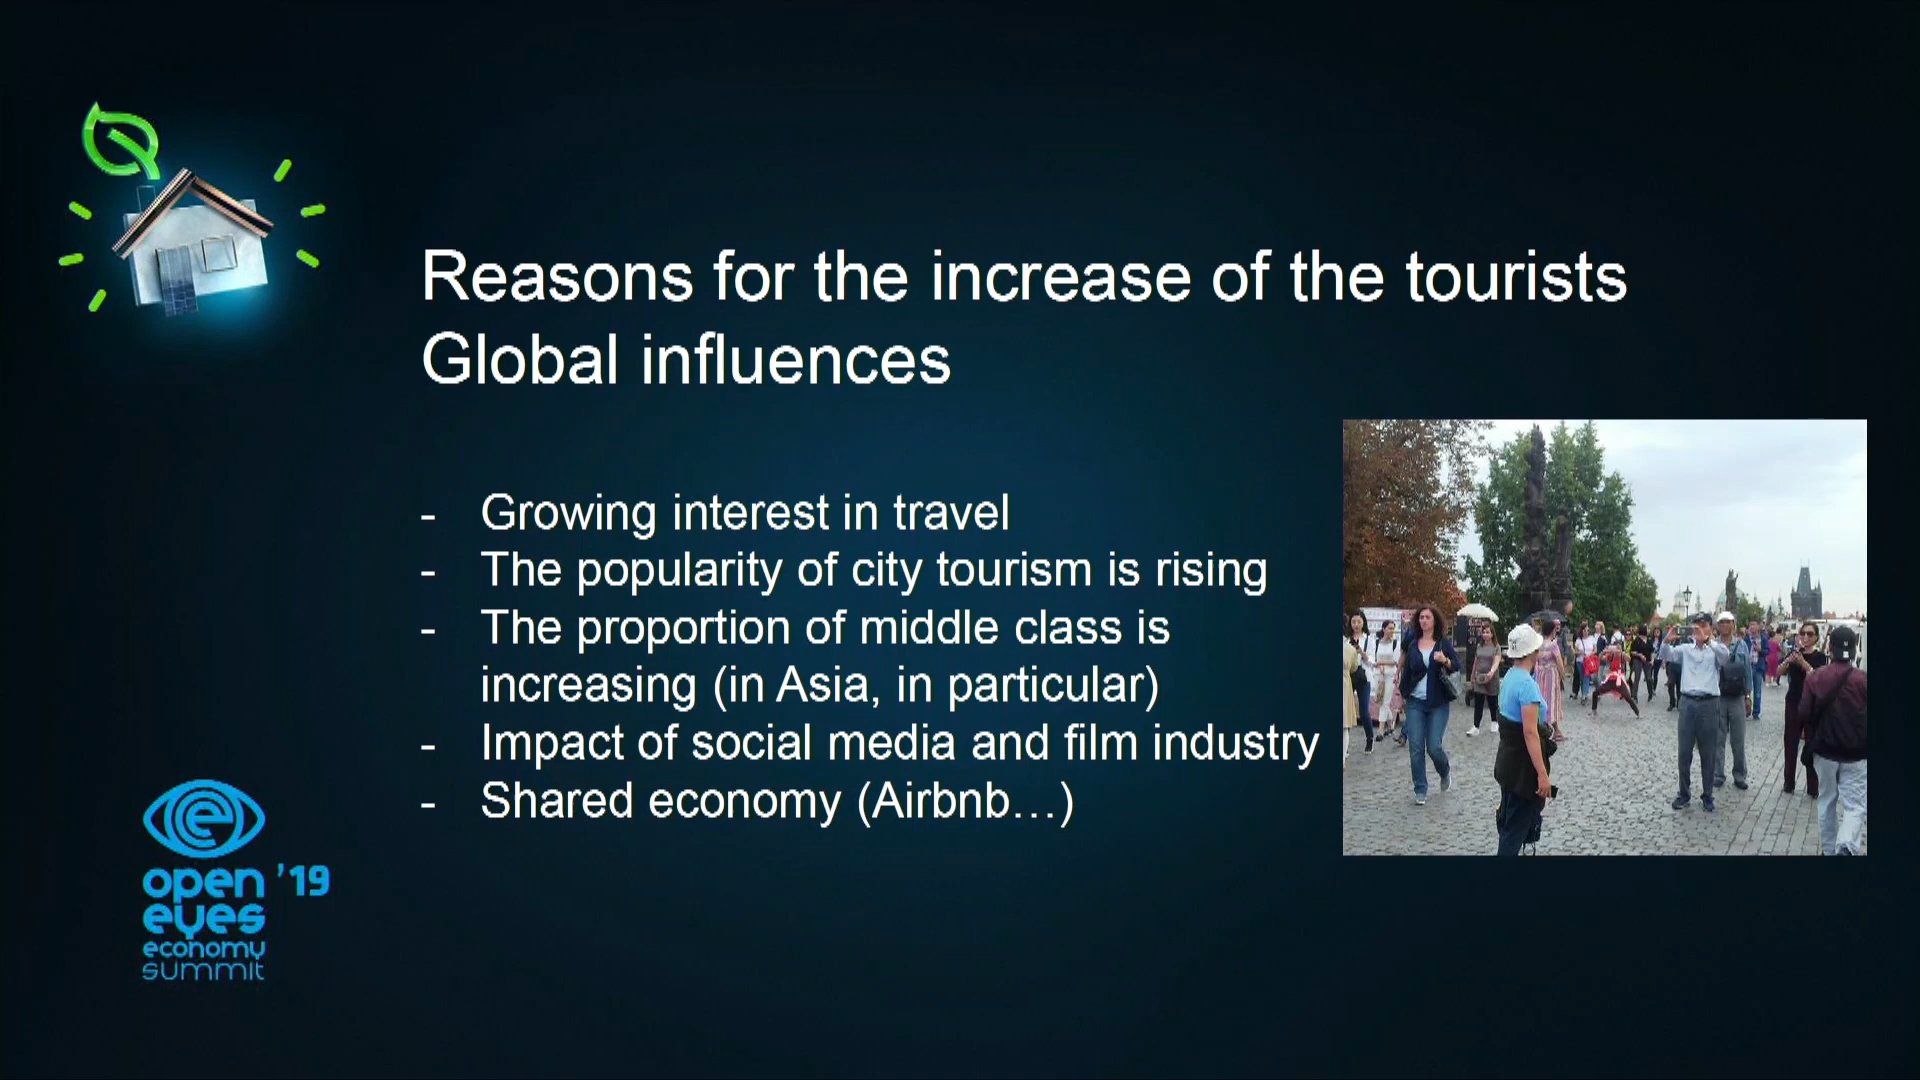 Reasons for the increase of the tourists
Global influences
- Growing interest in travel
- The popularity of city tourism is rising
- The proportion of middle class is
increasing (in Asia, in particular)
- Impact of social media and film industry
- Shared economy (Airbnb…)
open '19
eyes
economy
summit